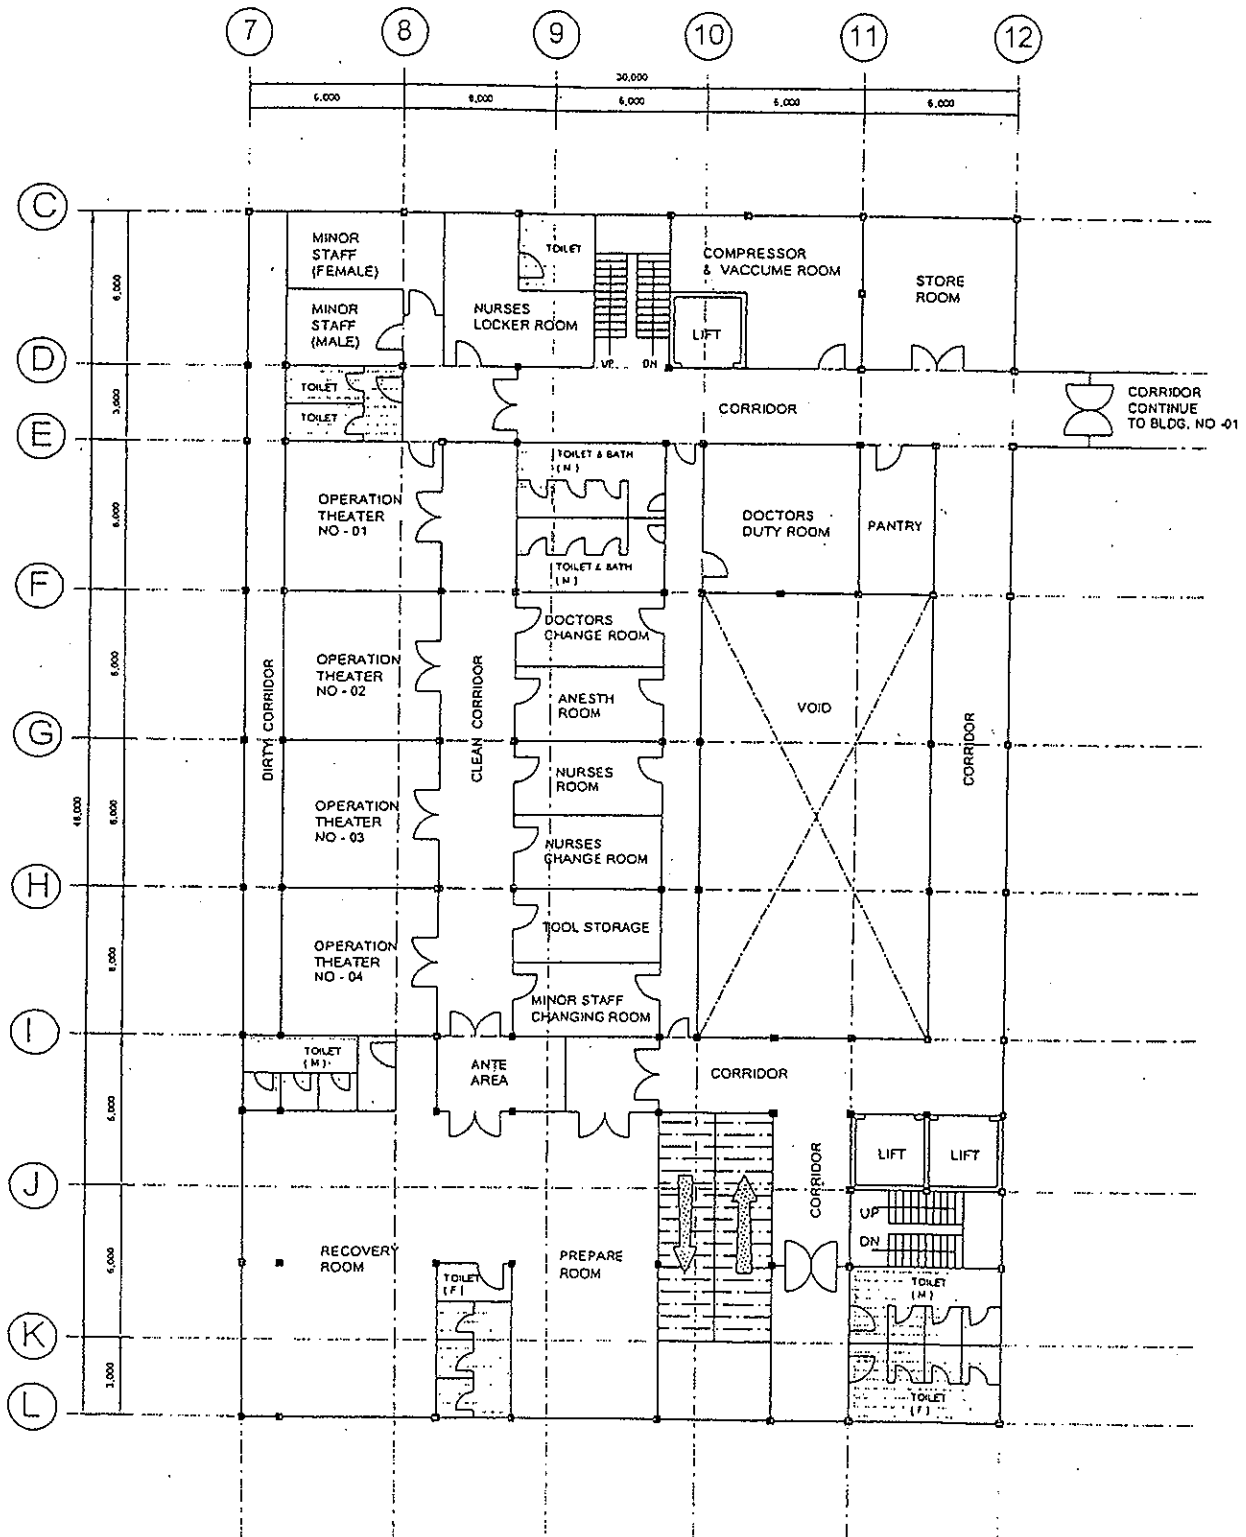 7
8
9
10
11
12
30,000
6,000
6,000
6,000
6,000
6,000
C
MINOR
STAFF
(FEMALE)
TOILET
COMPRESSOR
& VACCUME ROOM
STORE
ROOM
6,000
MINOR
STAFF
(MALE)
NURSES
LOCKER ROOM
LIFT
D
UP
DN
3,000
TOILET
TOILET
CORRIDOR
CORRIDOR
CONTINUE
TO BLDG. NO -01
E
TOILET & BATH
( M )
6,000
OPERATION
THEATER
NO - 01
DOCTORS
DUTY ROOM
PANTRY
TOILET & BATH
( M )
F
DOCTORS
CHANGE ROOM
6,000
OPERATION
THEATER
NO - 02
DIRTY CORRIDOR
CLEAN CORRIDOR
ANESTH
ROOM
VOID
CORRIDOR
G
NURSES
ROOM
48,000
6,000
OPERATION
THEATER
NO - 03
NURSES
CHANGE ROOM
H
TOOL STORAGE
6,000
OPERATION
THEATER
NO - 04
MINOR STAFF
CHANGING ROOM
I
TOILET
( M )
ANTE
AREA
CORRIDOR
6,000
LIFT
LIFT
J
CORRIDOR
UP
DN
6,000
RECOVERY
ROOM
TOILET
( F )
PREPARE
ROOM
TOILET
( M )
K
3,000
TOILET
( F )
L